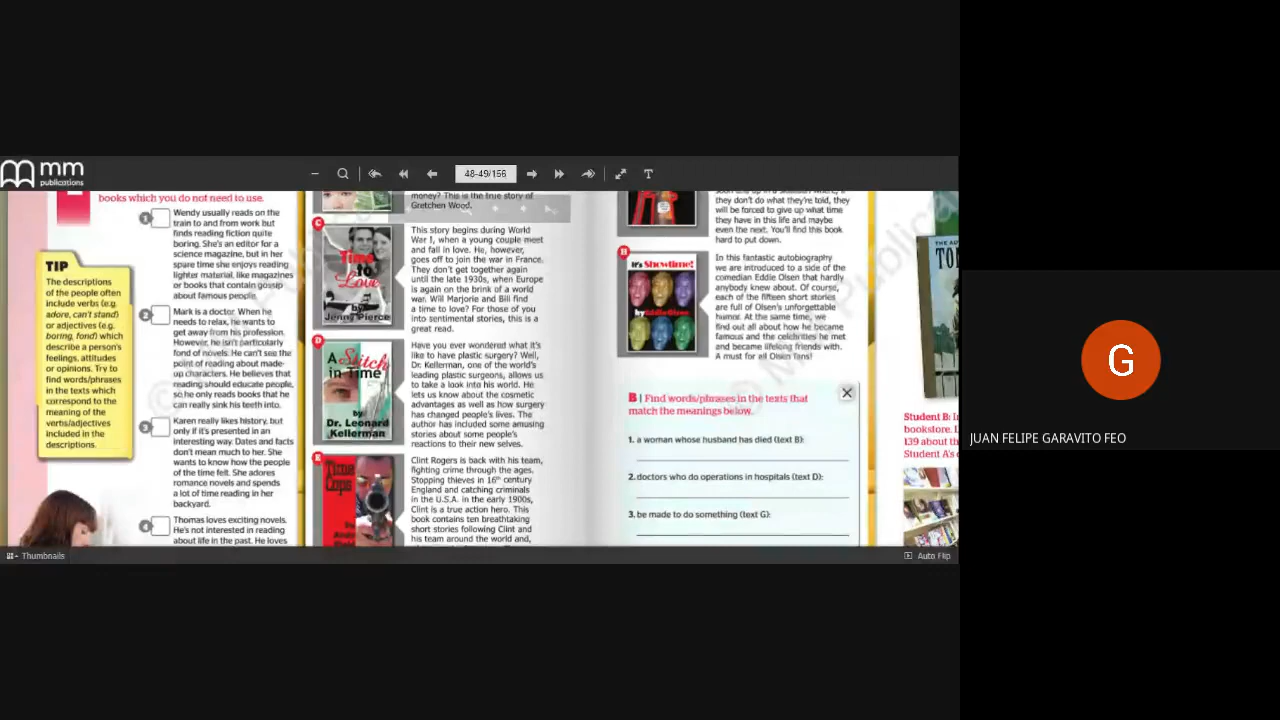 mm
publications
48-49/156
T
books which you do not need to use.
1
Wendy usually reads on the
train to and from work but
finds reading fiction quite
boring. She's an editor for a
science magazine, but in her
spare time she enjoys reading
lighter material, like magazines
or books that contain gossip
about famous people.
2
Mark is a doctor. When he
needs to relax, he wants to
get away from his profession.
However, he isn't particularly
fond of novels. He can't see the
point of reading about made-
up characters. He believes that
reading should educate people,
so he only reads books that he
can really sink his teeth into.
3
Karen really likes history, but
only if it's presented in an
interesting way. Dates and facts
don't mean much to her. She
wants to know how the people
of the time felt. She adores
romance novels and spends
a lot of time reading in her
backyard.
4
Thomas loves exciting novels.
He's not interested in reading
about life in the past. He loves
TIP
The descriptions
of the people often
include verbs (e.g.
adore, can't stand)
or adjectives (e.g.
boring, fond) which
describe a person's
feelings, attitudes
or opinions. Try to
find words/phrases
in the texts which
correspond to the
meaning of the
verbs/adjectives
included in the
descriptions.
money? This is the true story of
Gretchen Wood.
C
Time
to
Love
by
Jenny Pierce
This story begins during World
War I, when a young couple meet
and fall in love. He, however,
goes off to join the war in France.
They don't get together again
until the late 1930s, when Europe
is again on the brink of a world
war. Will Marjorie and Bill find
a time to love? For those of you
into sentimental stories, this is a
great read.
D
A Stitch
in Time
by
Dr. Leonard
Kellerman
Have you ever wondered what it's
like to have plastic surgery? Well,
Dr. Kellerman, one of the world's
leading plastic surgeons, allows us
to take a look into his world. He
lets us know about the cosmetic
advantages as well as how surgery
has changed people's lives. The
author has included some amusing
stories about some people's
reactions to their new selves.
E
Time
Cops
Clint Rogers is back with his team,
fighting crime through the ages.
Stopping thieves in 16th century
England and catching criminals
in the U.S.A. in the early 1900s,
Clint is a true action hero. This
book contains ten breathtaking
short stories following Clint and
his team around the world and,
they don't do what they're told, they
will be forced to give up what time
they have in this life and maybe
even the next. You'll find this book
hard to put down.
H
It's Showtime!
by Eddie Olsen
In this fantastic autobiography
we are introduced to a side of the
comedian Eddie Olsen that hardly
anybody knew about. Of course,
each of the fifteen short stories
are full of Olsen's unforgettable
humor. At the same time, we
find out all about how he became
famous and the celebrities he met
and became lifelong friends with.
A must for all Olsen fans!
B | Find words/phrases in the texts that
match the meanings below.
1. a woman whose husband has died (text B):
2. doctors who do operations in hospitals (text D):
3. be made to do something (text G):
THE AU
TO
Student B: I
bookstore. L
139 about th
Student A's
Thumbnails
Auto Flip
G
JUAN FELIPE GARAVITO FEO